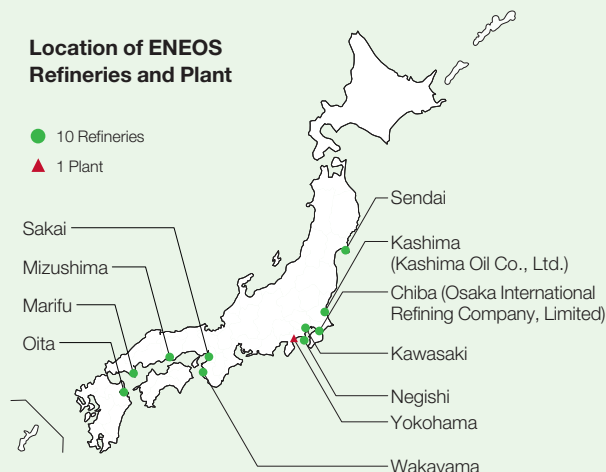 Location of ENEOS
Refineries and Plant
10 Refineries
1 Plant
Sakai
Mizushima
Marifu
Oita
Sendai
Kashima
(Kashima Oil Co., Ltd.)
Chiba (Osaka International
Refining Company, Limited)
Kawasaki
Negishi
Yokohama
Wakayama